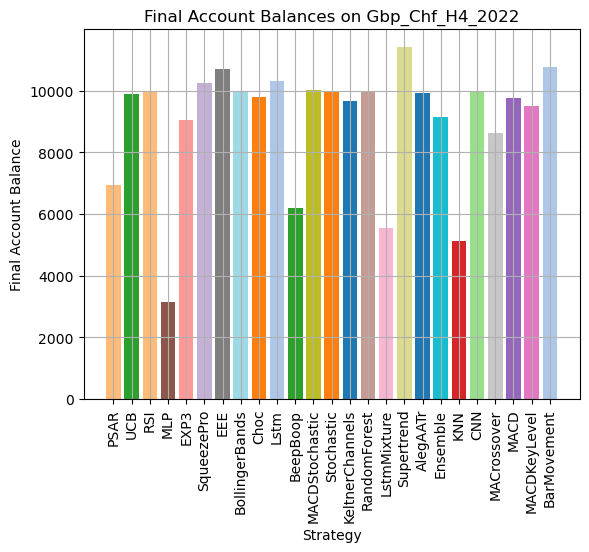 Final Account Balances on Gbp_Chf_H4_2022
Final Account Balance
10000
8000
6000
4000
2000
0
PSAR
UCB
RSI
MLP
EXP3
SqueezePro
EEE
BollingerBands
Choc
Lstm
BeepBoop
MACDStochastic
Stochastic
KeltnerChannels
RandomForest
LstmMixture
Supertrend
AlegAATr
Ensemble
KNN
CNN
MACrossover
MACD
MACDKeyLevel
BarMovement
Strategy